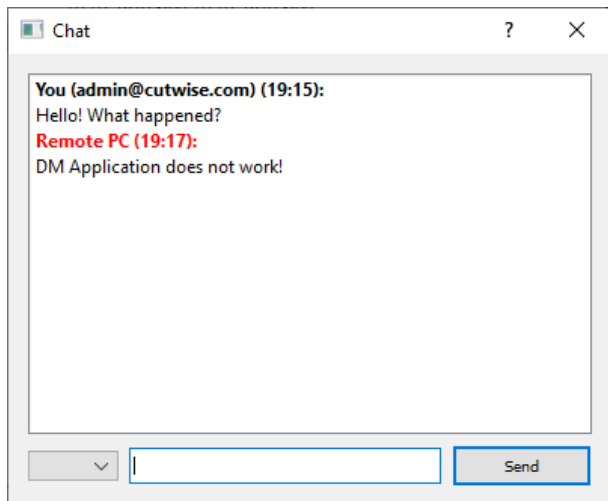 Chat
?
You (admin@cutwise.com) (19:15):
Hello! What happened?
Remote PC (19:17):
DM Application does not work!
Send